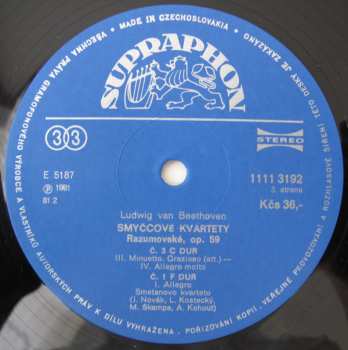 VŠECHNA PRÁVA GRAMOFONOVÉHO VÝROBCE A VLASTNÍKŮ AUTORSKÝCH PRÁV K DÍLU VYHRAŽENA. POŘIZOVÁNÍ KOPIÍ, VEŘEJNÉ PROVOZOVÁNÍ A ROZHLASOVÉ ŠÍŘENÍ TÉTO DESKY JE ZAKÁZÁNO
• MADE IN CZECHOSLOVAKIA •
SUPRAPHON
33
STEREO
E 5187
1111 3192
Ⓟ 1981
3. strana
81 2
Kčs 36,-
Ludwig van Beethoven
SMYČCOVÉ KVARTETY
Razumovské, op. 59
Č. 3 C DUR
III. Minuetto. Grazioso (att.) —
IV. Allegro molto
Č. 1 F DUR
I. Allegro
Smetanovo kvarteto
(J. Novák, L. Kostecký,
M. Škampa, A. Kohout)